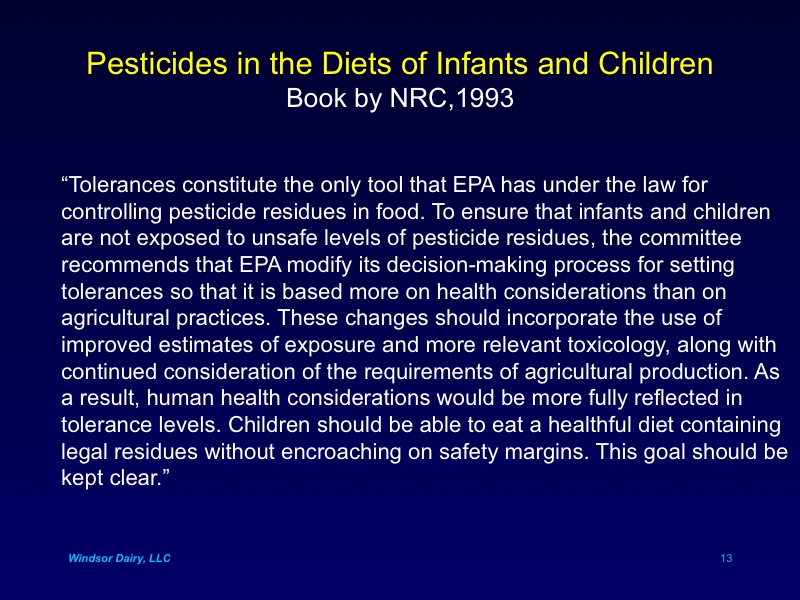 Pesticides in the Diets of Infants and Children
Book by NRC,1993
“Tolerances constitute the only tool that EPA has under the law for
controlling pesticide residues in food. To ensure that infants and children
are not exposed to unsafe levels of pesticide residues, the committee
recommends that EPA modify its decision-making process for setting
tolerances so that it is based more on health considerations than on
agricultural practices. These changes should incorporate the use of
improved estimates of exposure and more relevant toxicology, along with
continued consideration of the requirements of agricultural production. As
a result, human health considerations would be more fully reflected in
tolerance levels. Children should be able to eat a healthful diet containing
legal residues without encroaching on safety margins. This goal should be
kept clear.”
Windsor Dairy, LLC
13